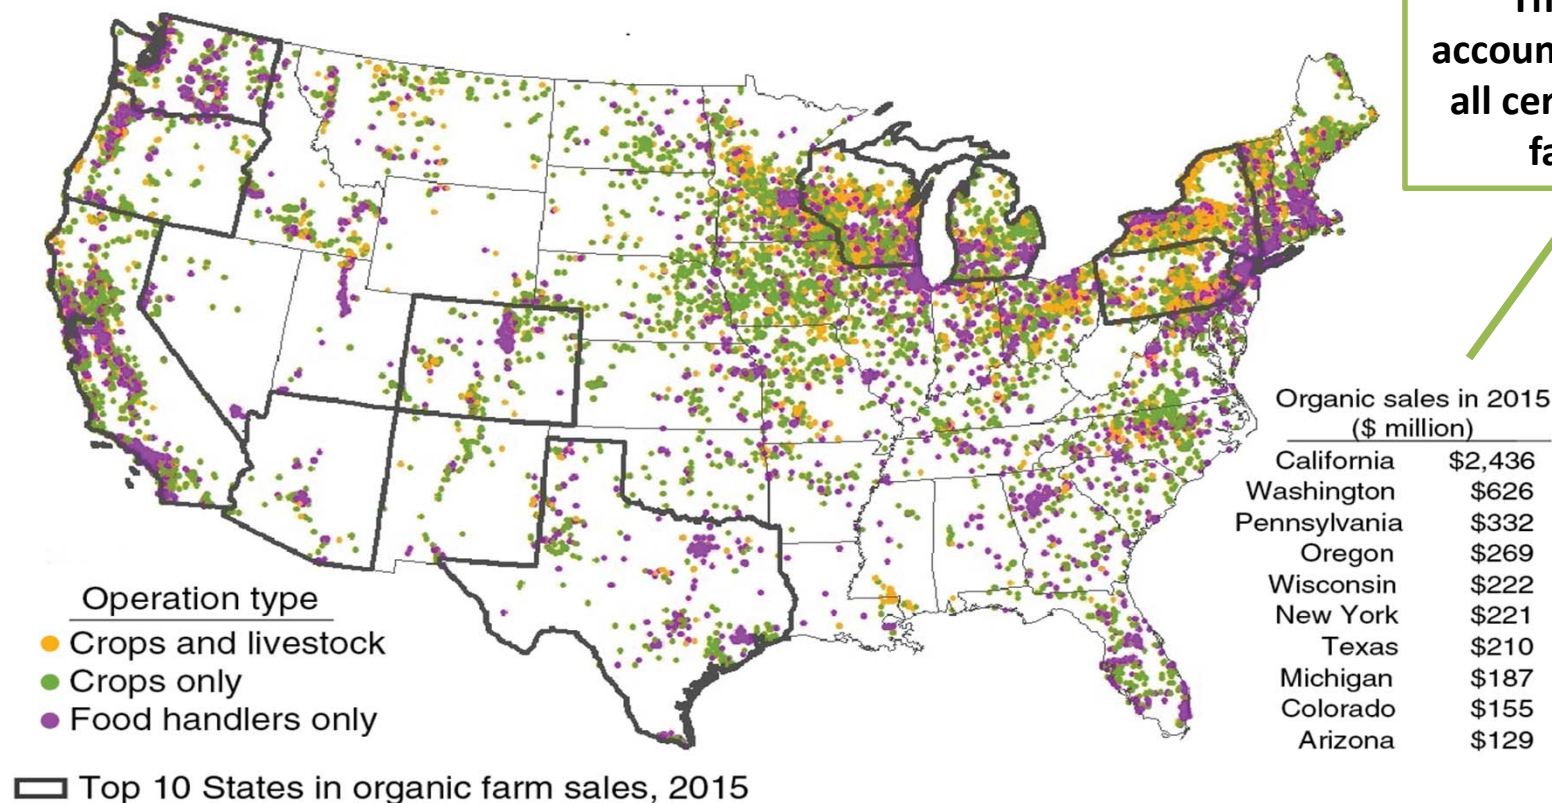 accoun
all cer
fa
Organic sales in 2015
($ million)
California $2,436
Washington $626
Pennsylvania $332
Oregon $269
Wisconsin $222
New York $221
Texas $210
Michigan $187
Colorado $155
Arizona $129
Operation type
Crops and livestock
Crops only
Food handlers only
Top 10 States in organic farm sales, 2015